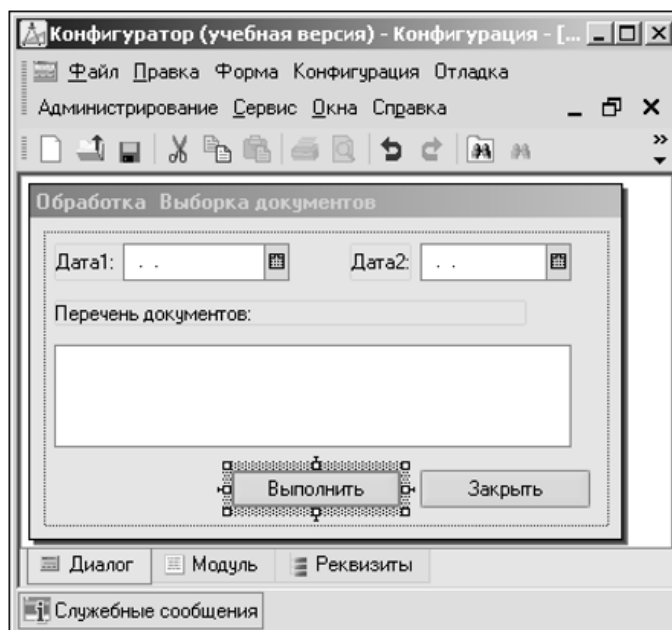 Конфигуратор (учебная версия) - Конфигурация - [...
Файл Правка Форма Конфигурация Отладка
Администрирование Сервис Окна Справка
Обработка Выборка документов
Дата1: . . Дата2: . .
Перечень документов:
Выполнить Закрыть
Диалог Модуль Реквизиты
Служебные сообщения